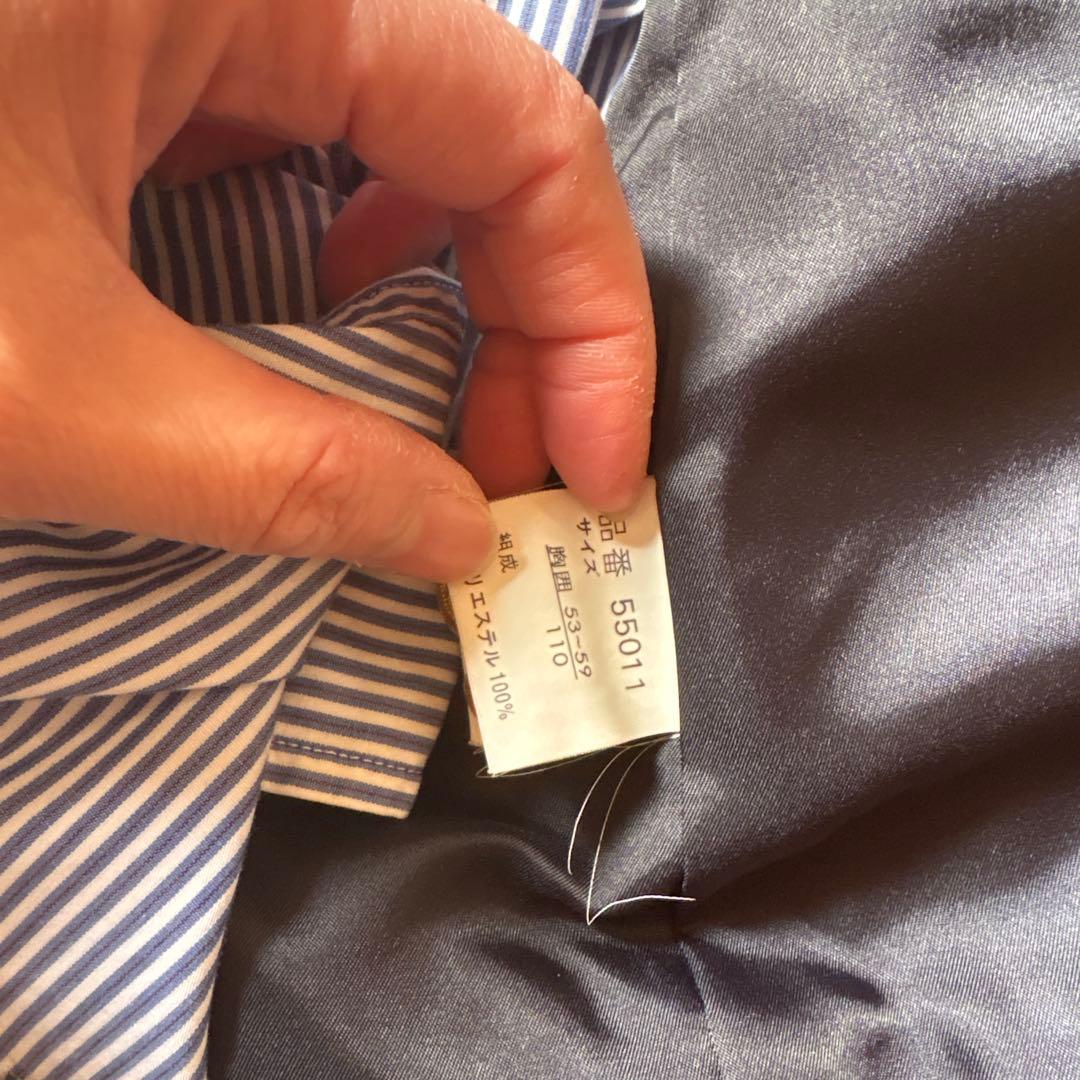 品番 55011
サイズ
胸囲 53~59
110
組成
リエステル100%